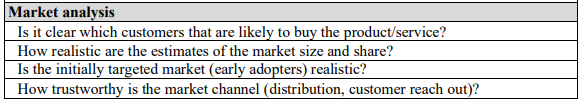 Market analysis
Is it clear which customers that are likely to buy the product/service?
How realistic are the estimates of the market size and share?
Is the initially targeted market (early adopters) realistic?
How trustworthy is the market channel (distribution, customer reach out)?